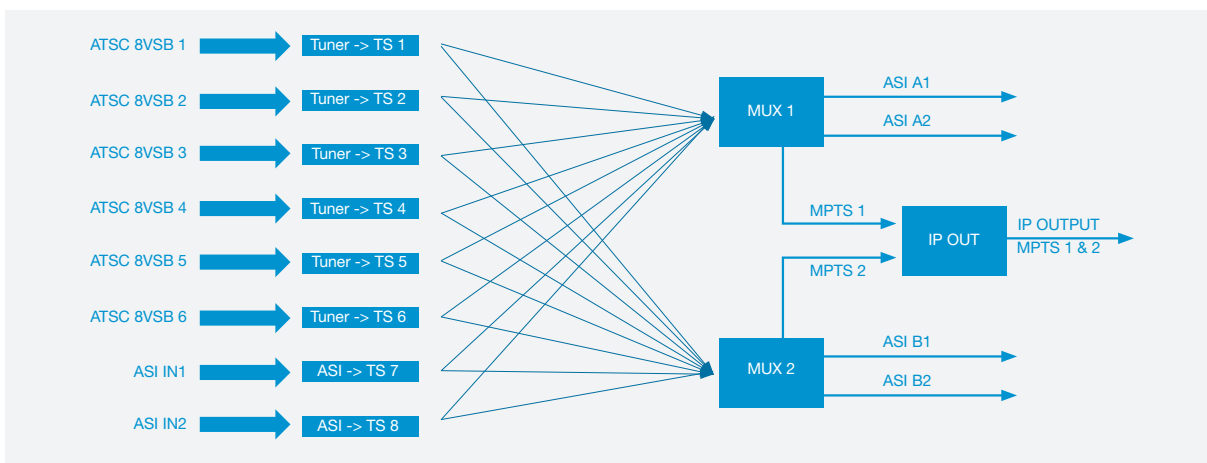 ATSC 8VSB 1
Tuner -> TS 1
ATSC 8VSB 2
Tuner -> TS 2
ATSC 8VSB 3
Tuner -> TS 3
ATSC 8VSB 4
Tuner -> TS 4
ATSC 8VSB 5
Tuner -> TS 5
ATSC 8VSB 6
Tuner -> TS 6
ASI IN1
ASI -> TS 7
ASI IN2
ASI -> TS 8
MUX 1
ASI A1
ASI A2
MPTS 1
IP OUT
IP OUTPUT
MPTS 1 & 2
MPTS 2
MUX 2
ASI B1
ASI B2